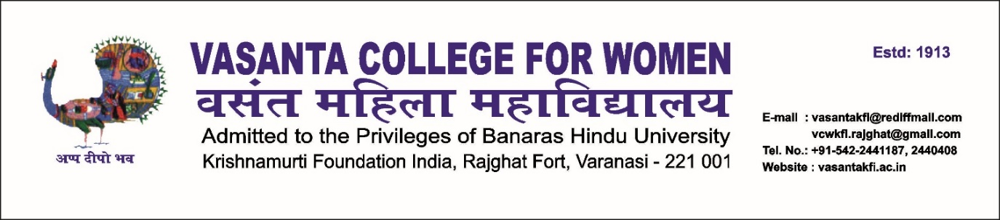 VASANTA COLLEGE FOR WOMEN
वसंत महिला महाविद्यालय
Admitted to the Privileges of Banaras Hindu University
Krishnamurti Foundation India, Rajghat Fort, Varanasi - 221 001
अप्प दीपो भव
Estd: 1913
E-mail : vasantakfi@rediffmail.com
vcwkfi.rajghat@gmail.com
Tel. No.: +91-542-2441187, 2440408
Website : vasantakfi.ac.in